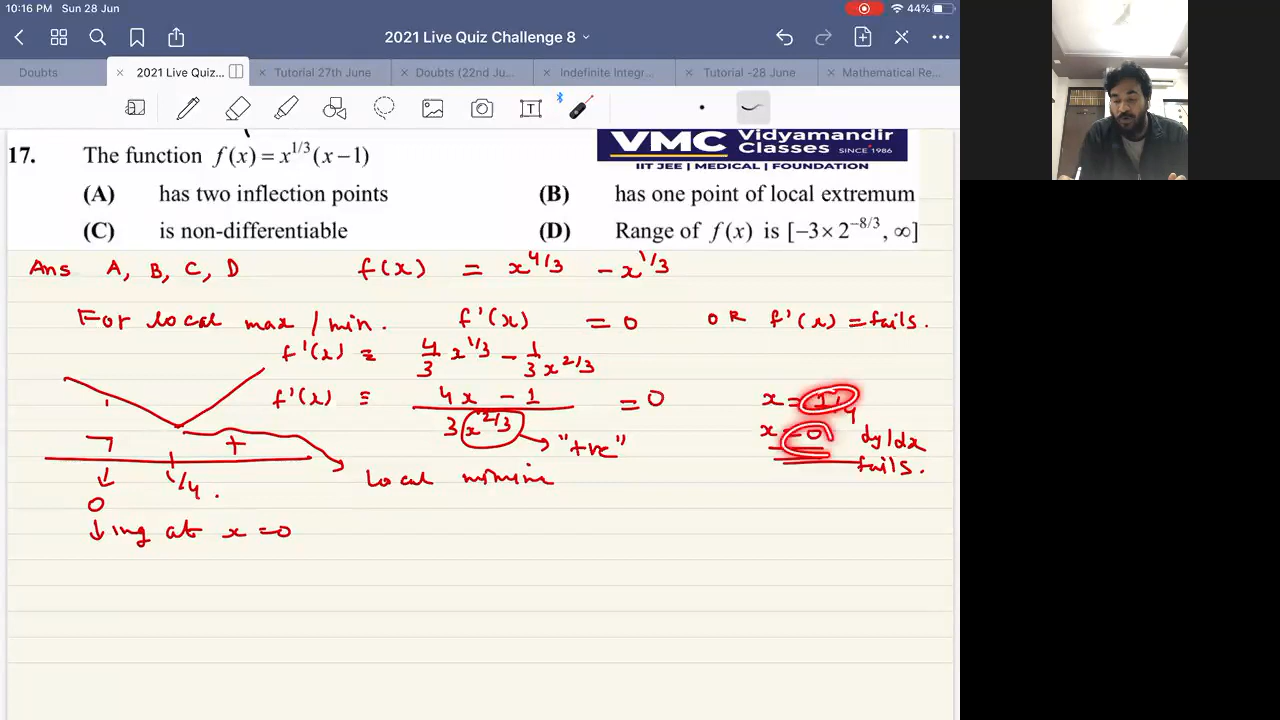 10:16 PM Sun 28 Jun
44%
2021 Live Quiz Challenge 8
Doubts
2021 Live Quiz...
Tutorial 27th June
Doubts (22nd Ju...
Indefinite Integr...
Tutorial -28 June
Mathematical Re...
VMC Vidyamandir Classes SINCE 1986
IIT JEE | MEDICAL | FOUNDATION
17. The function f(x) = x^{1/3}(x−1)
(A) has two inflection points
(B) has one point of local extremum
(C) is non-differentiable
(D) Range of f(x) is [−3×2^{−8/3}, ∞]
Ans A, B, C, D f(x) = x^{4/3} − x^{1/3}
For local max / min. f'(x) = 0 OR f'(x) = fails.
f'(x) = 4/3 x^{1/3} − 1/3x^{2/3}
f'(x) = 4x − 1 / 3x^{2/3} = 0
x = 1/4
"+ve"
x = 0 dy/dx fails.
− +
1/4
local minima
0
↓ing at x = 0